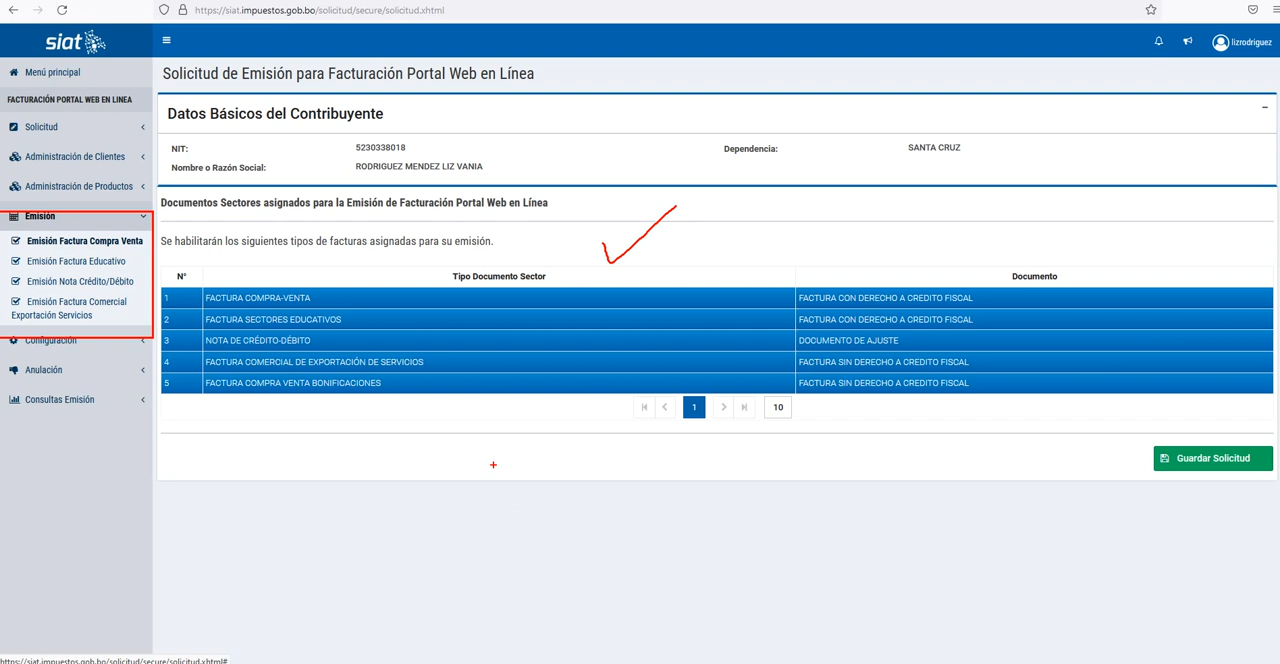 https://siat.impuestos.gob.bo/solicitud/secure/solicitud.xhtml
siat
lizrodriguez
Menú principal
FACTURACIÓN PORTAL WEB EN LINEA
Solicitud
Administración de Clientes
Administración de Productos
Emisión
Emisión Factura Compra Venta
Emisión Factura Educativo
Emisión Nota Crédito/Débito
Emisión Factura Comercial
Exportación Servicios
Configuración
Anulación
Consultas Emisión
Solicitud de Emisión para Facturación Portal Web en Línea
Datos Básicos del Contribuyente
NIT: 5230338018 Dependencia: SANTA CRUZ
Nombre o Razón Social: RODRIGUEZ MENDEZ LIZ VANIA
Documentos Sectores asignados para la Emisión de Facturación Portal Web en Línea
Se habilitarán los siguientes tipos de facturas asignadas para su emisión.
N° Tipo Documento Sector Documento
1 FACTURA COMPRA-VENTA FACTURA CON DERECHO A CREDITO FISCAL
2 FACTURA SECTORES EDUCATIVOS FACTURA CON DERECHO A CREDITO FISCAL
3 NOTA DE CRÉDITO-DÉBITO DOCUMENTO DE AJUSTE
4 FACTURA COMERCIAL DE EXPORTACIÓN DE SERVICIOS FACTURA SIN DERECHO A CREDITO FISCAL
5 FACTURA COMPRA VENTA BONIFICACIONES FACTURA SIN DERECHO A CREDITO FISCAL
1 10
Guardar Solicitud
https://siat.impuestos.gob.bo/solicitud/secure/solicitud.xhtml#